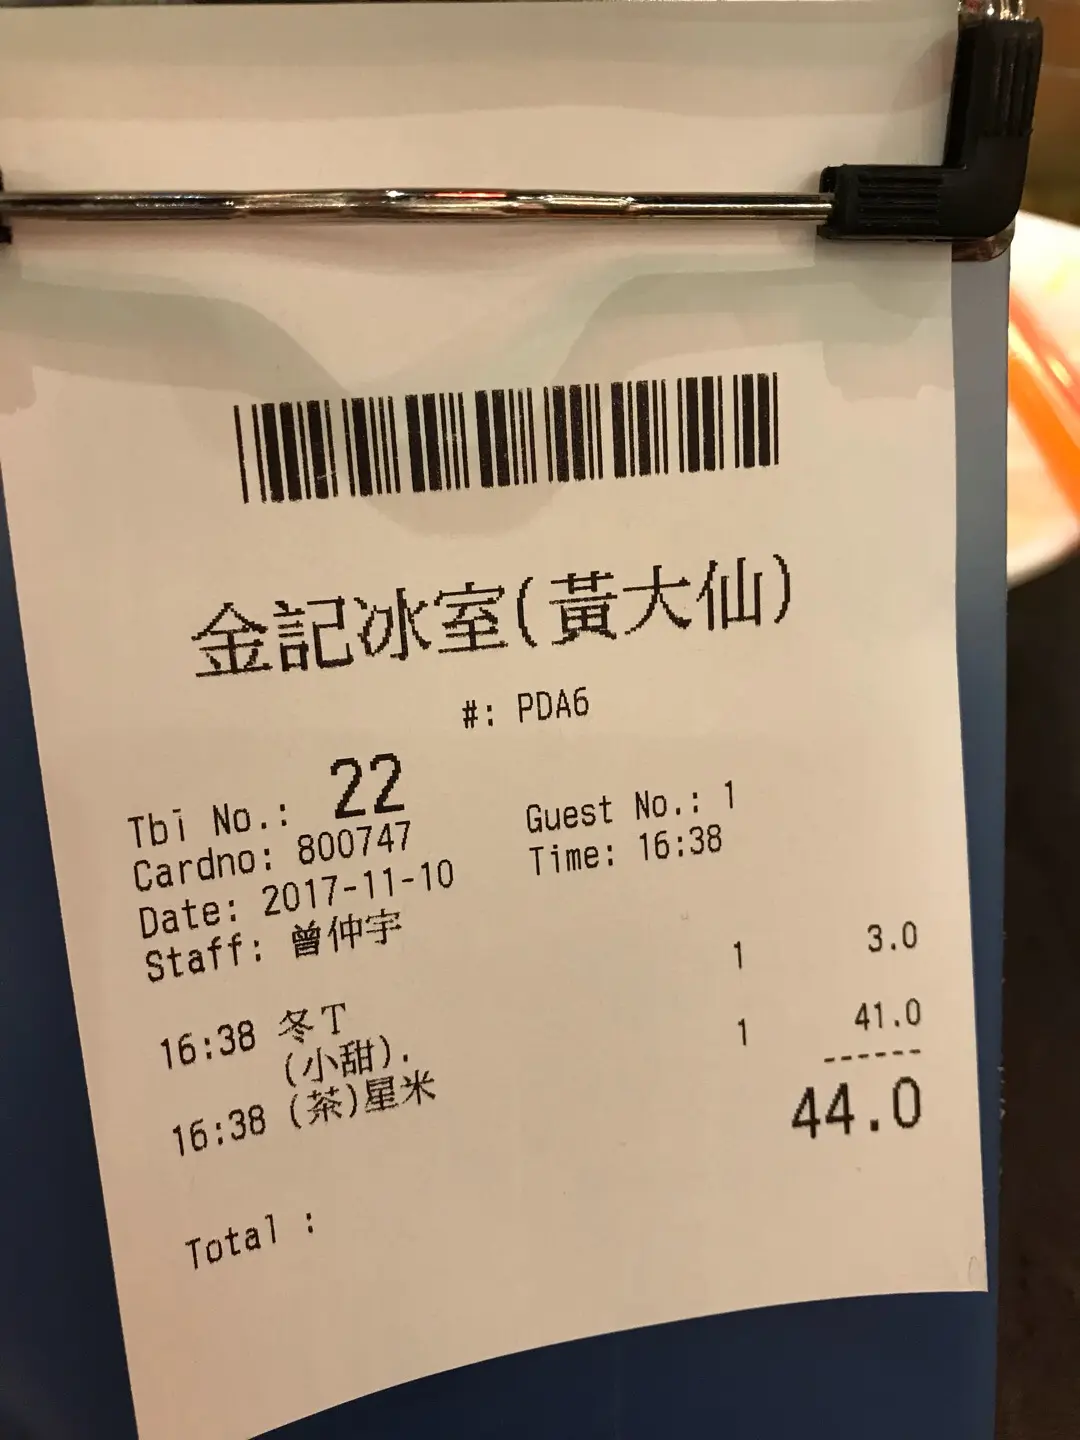 金記冰室(黃大仙)
#: PDA6
Tbl No.: 22 Guest No.: 1
Cardno: 800747 Time: 16:38
Date: 2017-11-10
Staff: 曾仲宇
16:38 冬T 1 3.0
(小甜).
16:38 (茶)星米 1 41.0
------
Total : 44.0